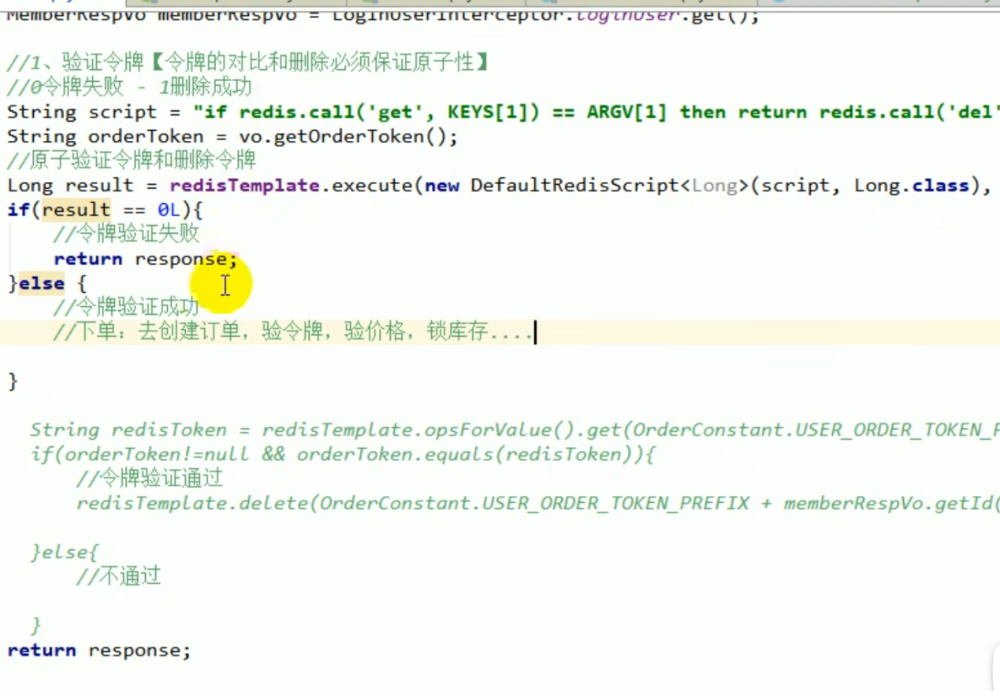 MemberRespVo memberRespVo = LoginUserInterceptor.loginUser.get();
//1、验证令牌【令牌的对比和删除必须保证原子性】
//0令牌失败 - 1删除成功
String script = "if redis.call('get', KEYS[1]) == ARGV[1] then return redis.call('del'
String orderToken = vo.getOrderToken();
//原子验证令牌和删除令牌
Long result = redisTemplate.execute(new DefaultRedisScript<Long>(script, Long.class),
if(result == 0L){
//令牌验证失败
return response;
}else {
//令牌验证成功
//下单：去创建订单，验令牌，验价格，锁库存....
}
String redisToken = redisTemplate.opsForValue().get(OrderConstant.USER_ORDER_TOKEN_P
if(orderToken!=null && orderToken.equals(redisToken)){
//令牌验证通过
redisTemplate.delete(OrderConstant.USER_ORDER_TOKEN_PREFIX + memberRespVo.getId(
}else{
//不通过
}
return response;